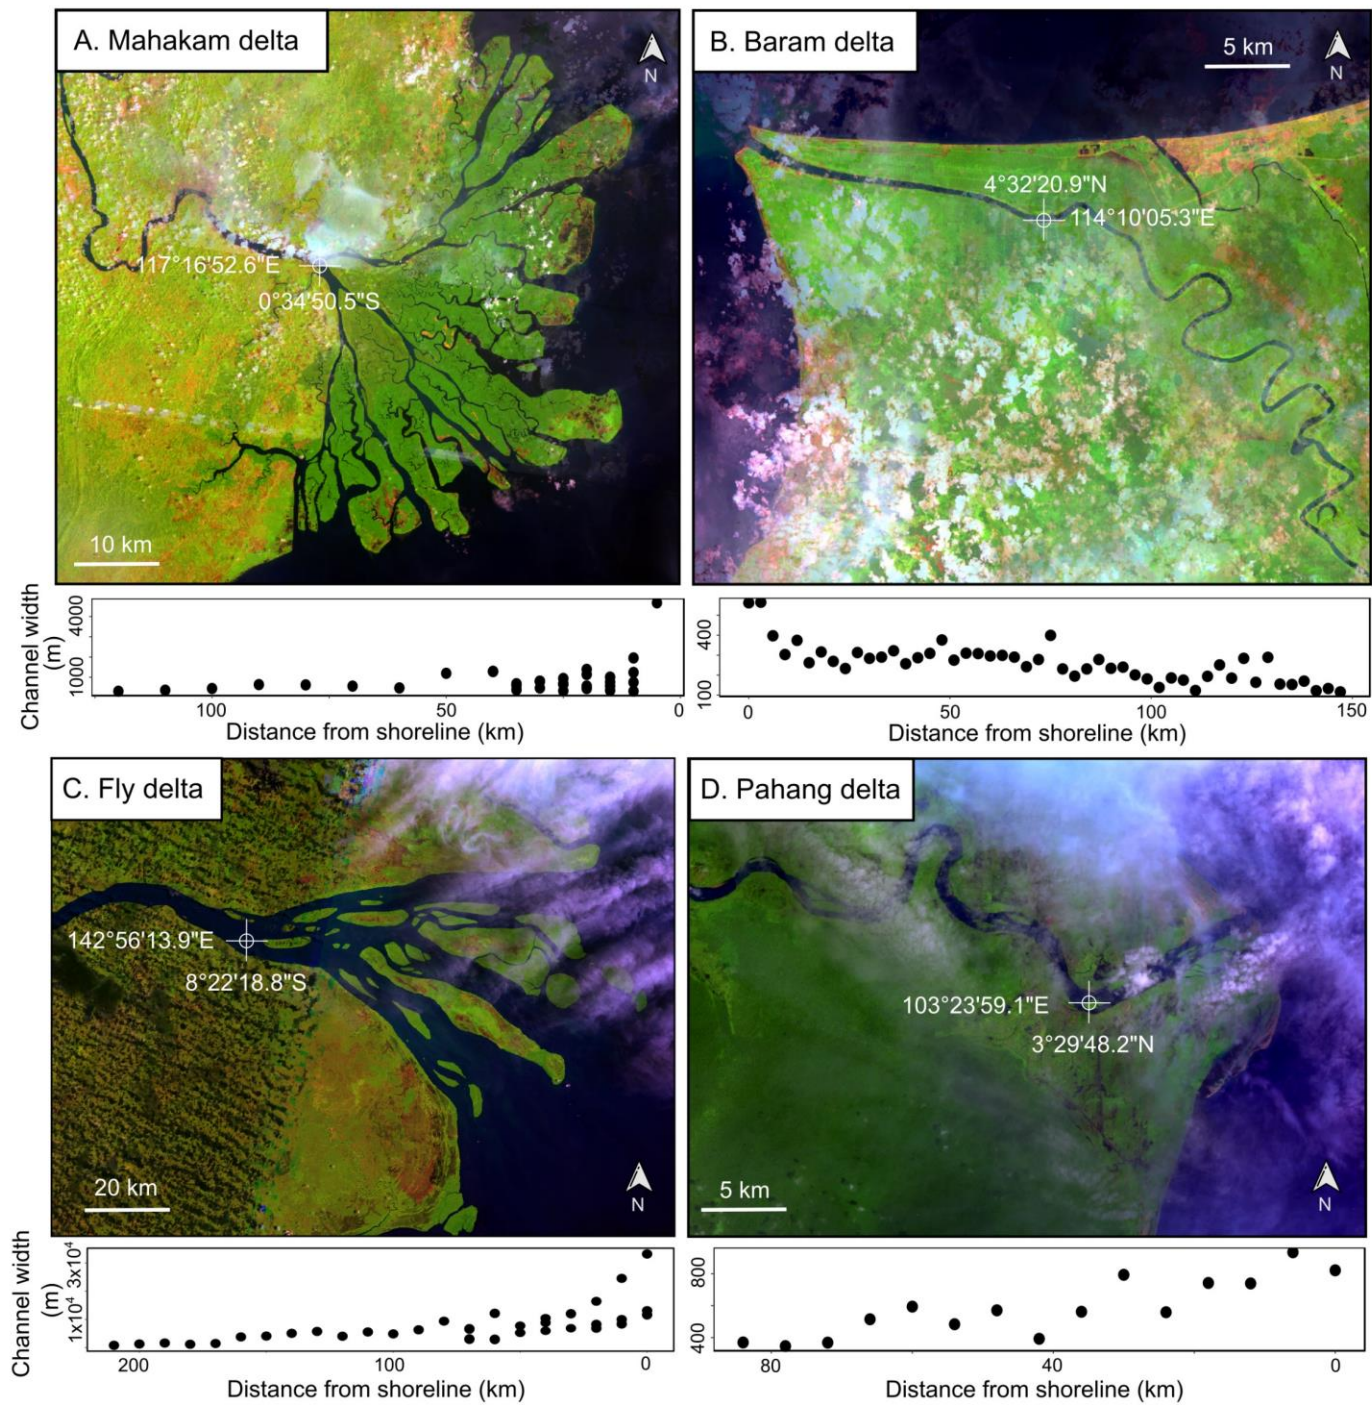 A. Mahakam delta
N
117°16'52.6"E
0°34'50.5"S
10 km
B. Baram delta
5 km
N
4°32'20.9"N
114°10'05.3"E
Channel width
(m)
4000
1000
100
50
0
Distance from shoreline (km)
400
100
0
50
100
150
Distance from shoreline (km)
C. Fly delta
142°56'13.9"E
8°22'18.8"S
20 km
N
D. Pahang delta
103°23'59.1"E
3°29'48.2"N
5 km
N
Channel width
(m)
3x10⁴
1x10⁴
200
100
0
Distance from shoreline (km)
800
400
80
40
0
Distance from shoreline (km)